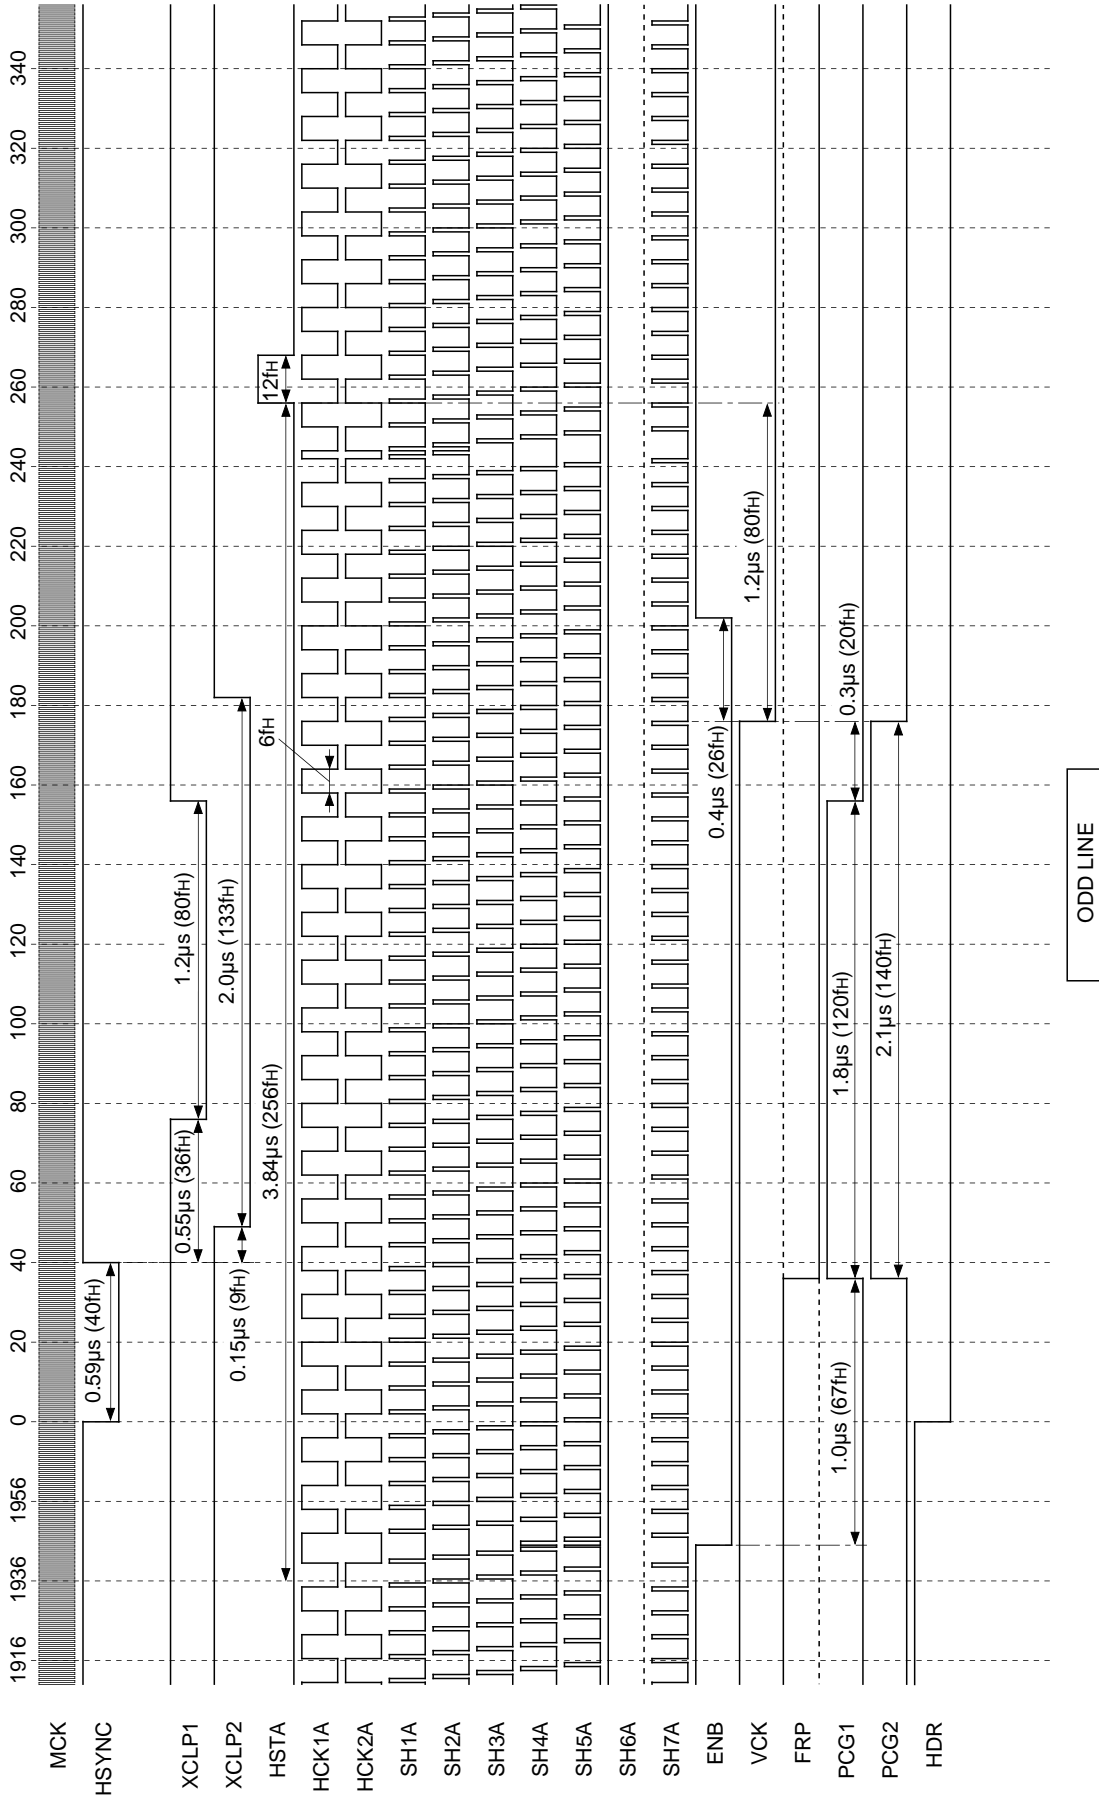 MCK
HSYNC
XCLP1
XCLP2
HSTA
HCK1A
HCK2A
SH1A
SH2A
SH3A
SH4A
SH5A
SH6A
SH7A
ENB
VCK
FRP
PCG1
PCG2
HDR
1916
1936
1956
0
20
40
60
80
100
120
140
160
180
200
220
240
260
280
300
320
340
0.59µs (40fH)
0.55µs (36fH)
1.2µs (80fH)
0.15µs (9fH)
2.0µs (133fH)
3.84µs (256fH)
12fH
6fH
0.4µs (26fH)
1.2µs (80fH)
1.0µs (67fH)
1.8µs (120fH)
0.3µs (20fH)
2.1µs (140fH)
ODD LINE